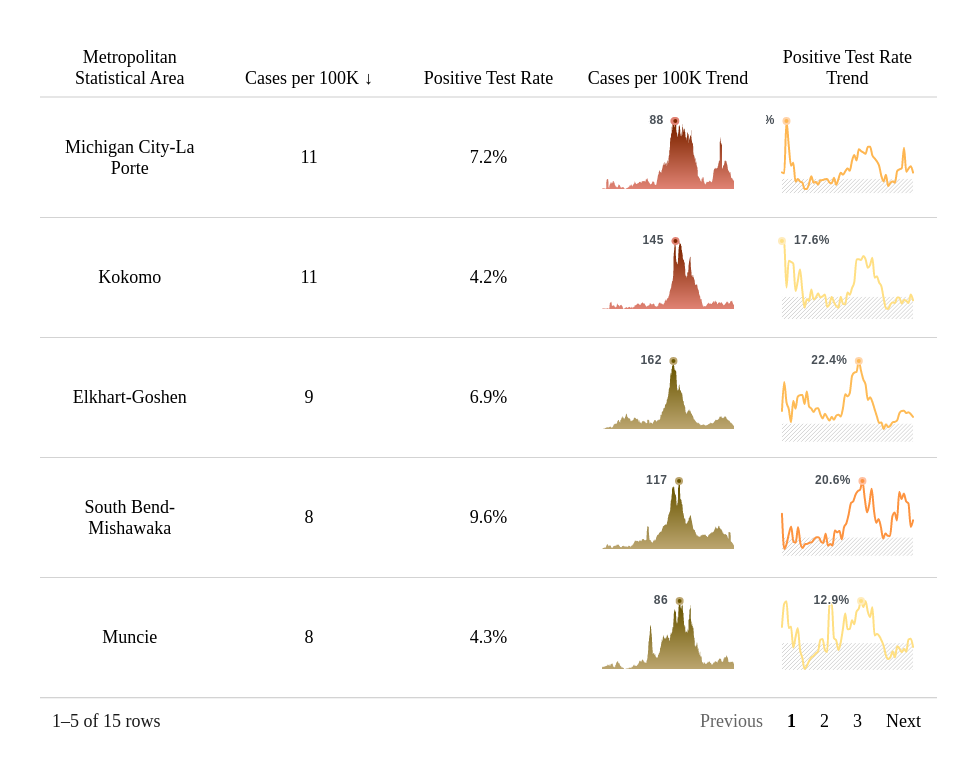 Metropolitan
Statistical Area
Cases per 100K ↓
Positive Test Rate
Cases per 100K Trend
Positive Test Rate
Trend
Michigan City-La
Porte
11
7.2%
88
%
Kokomo
11
4.2%
145
17.6%
Elkhart-Goshen
9
6.9%
162
22.4%
South Bend-
Mishawaka
8
9.6%
117
20.6%
Muncie
8
4.3%
86
12.9%
1–5 of 15 rows
Previous 1 2 3 Next